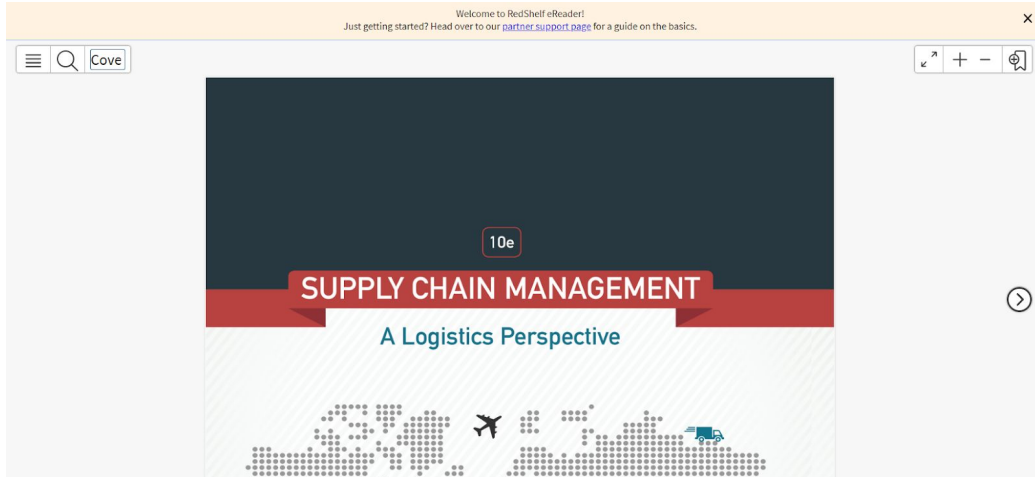 Welcome to RedShelf eReader!
Just getting started? Head over to our partner support page for a guide on the basics.
Cove
10e
SUPPLY CHAIN MANAGEMENT
A Logistics Perspective